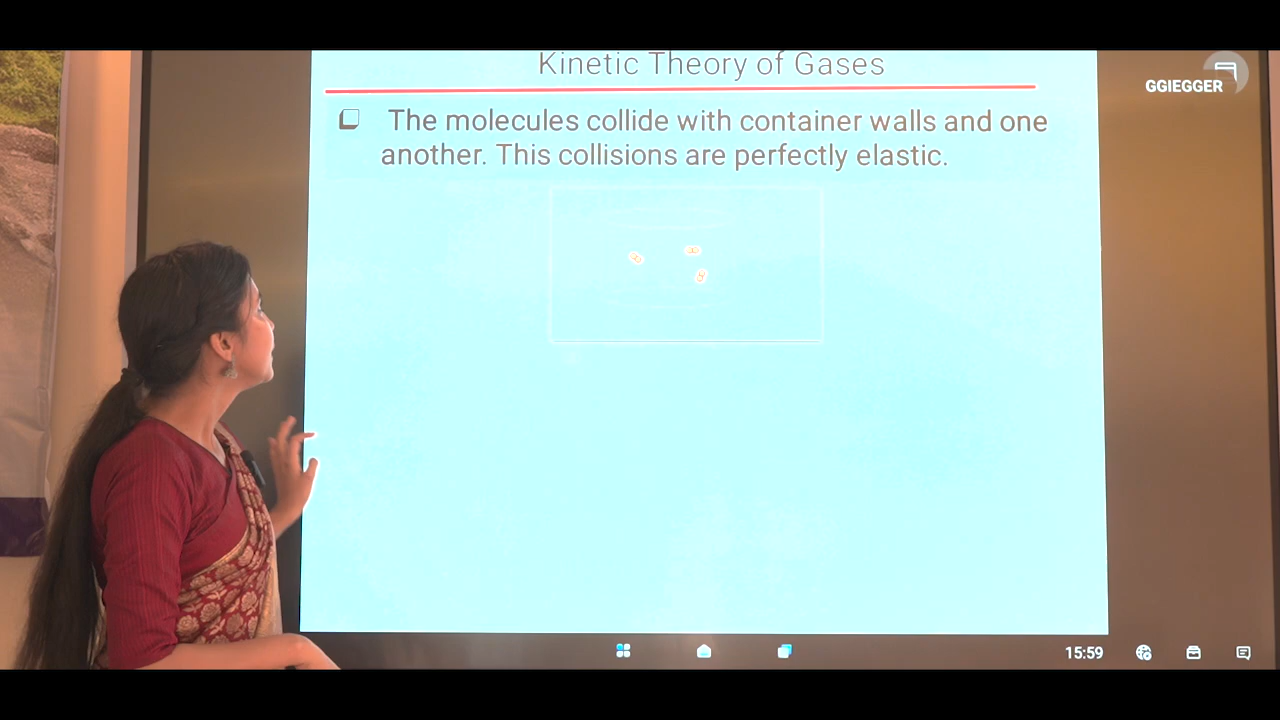 Kinetic Theory of Gases
GGIEGGER
The molecules collide with container walls and one
another. This collisions are perfectly elastic.
15:59